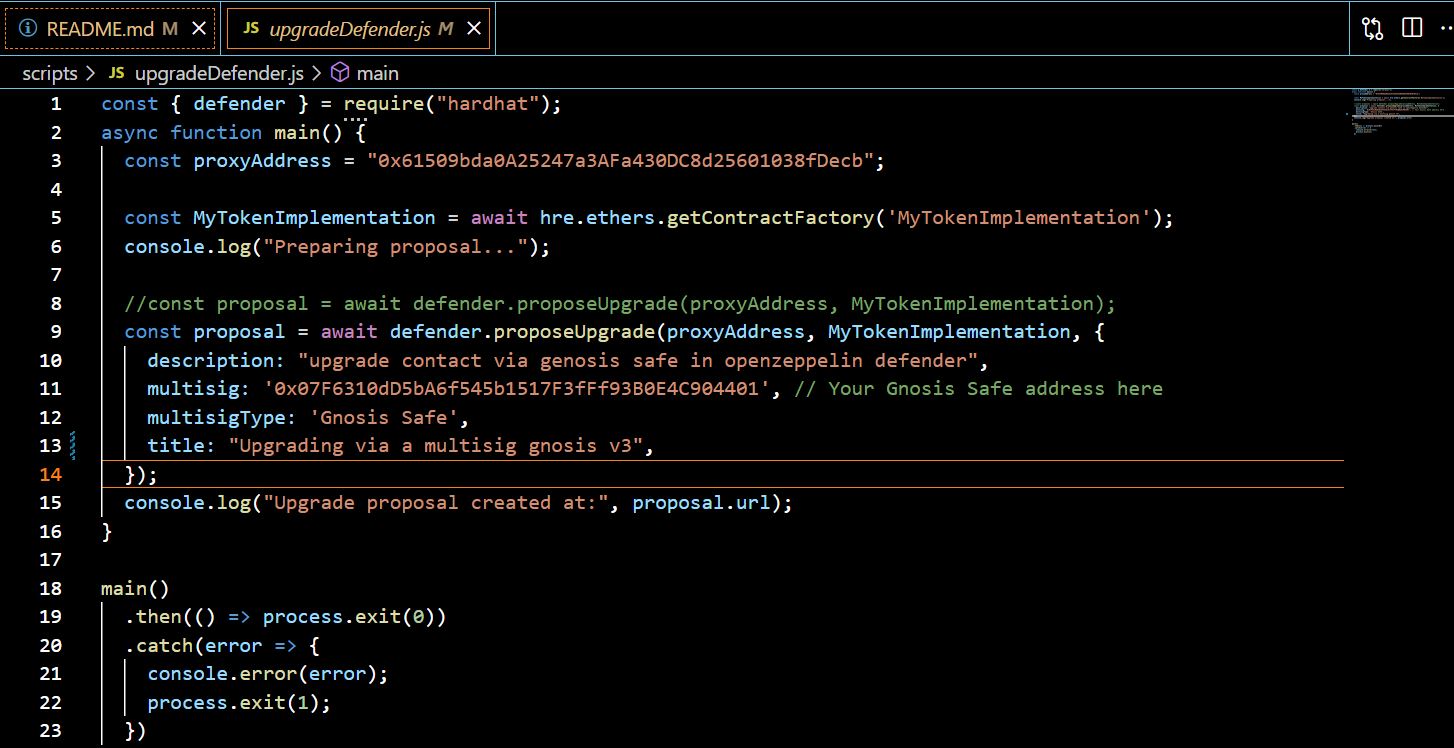 README.md M
JS upgradeDefender.js M
scripts > JS upgradeDefender.js > main
1 const { defender } = require("hardhat");
2 async function main() {
3 const proxyAddress = "0x61509bda0A25247a3AFa430DC8d25601038fDecb";
4
5 const MyTokenImplementation = await hre.ethers.getContractFactory('MyTokenImplementation');
6 console.log("Preparing proposal...");
7
8 //const proposal = await defender.proposeUpgrade(proxyAddress, MyTokenImplementation);
9 const proposal = await defender.proposeUpgrade(proxyAddress, MyTokenImplementation, {
10 description: "upgrade contact via genosis safe in openzeppelin defender",
11 multisig: '0x07F6310dD5bA6f545b1517F3fFf93B0E4C904401', // Your Gnosis Safe address here
12 multisigType: 'Gnosis Safe',
13 title: "Upgrading via a multisig gnosis v3",
14 });
15 console.log("Upgrade proposal created at:", proposal.url);
16 }
17
18 main()
19 .then(() => process.exit(0))
20 .catch(error => {
21 console.error(error);
22 process.exit(1);
23 })